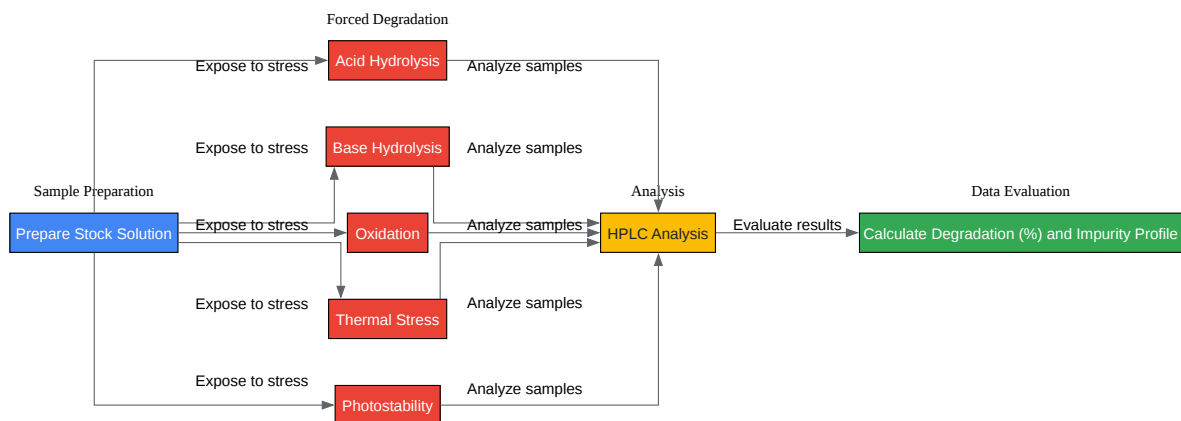 Forced Degradation
Expose to stress
Acid Hydrolysis
Analyze samples
Expose to stress
Base Hydrolysis
Analyze samples
Sample Preparation
Analysis
Data Evaluation
Prepare Stock Solution
Expose to stress
Oxidation
Analyze samples
HPLC Analysis
Evaluate results
Calculate Degradation (%) and Impurity Profile
Expose to stress
Thermal Stress
Analyze samples
Expose to stress
Photostability
Analyze samples